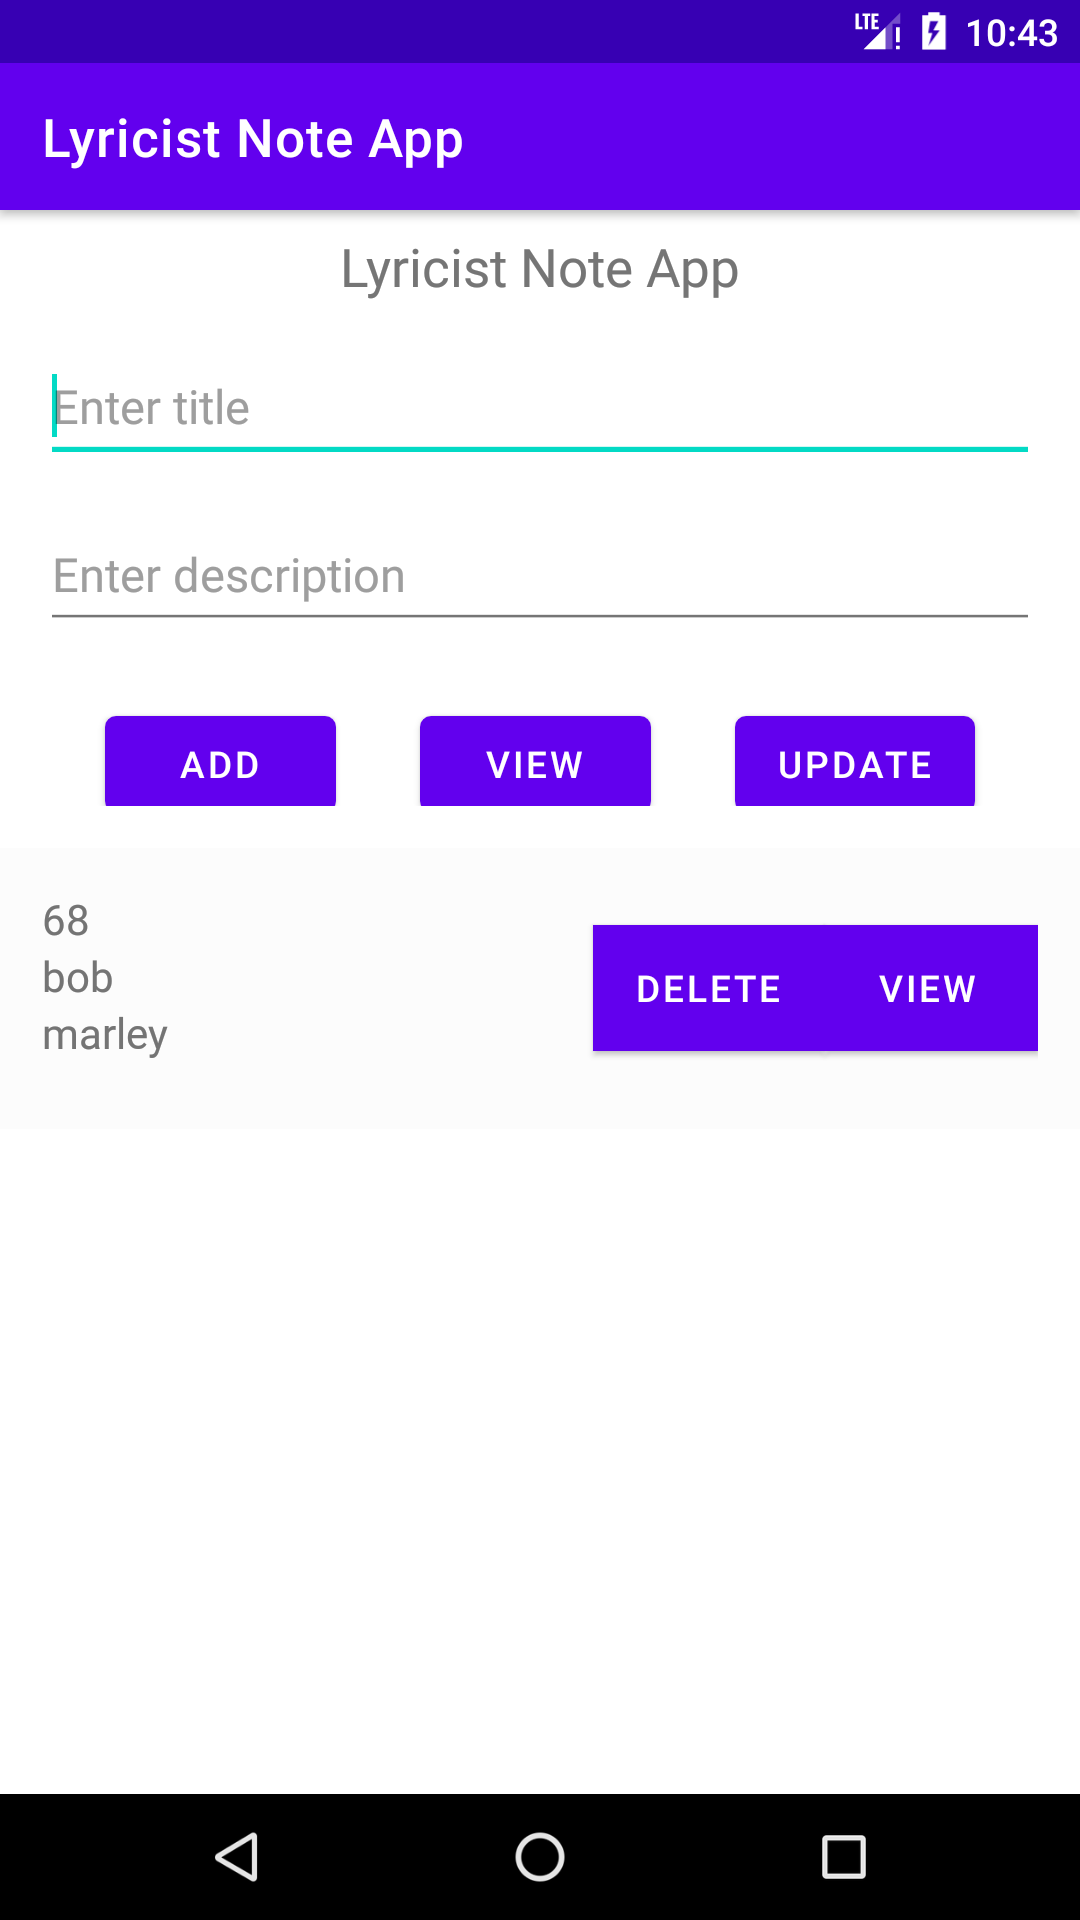 LTE ! 10:43
Lyricist Note App
Lyricist Note App
Enter title
Enter description
ADD VIEW UPDATE
68
bob
marley
DELETE VIEW